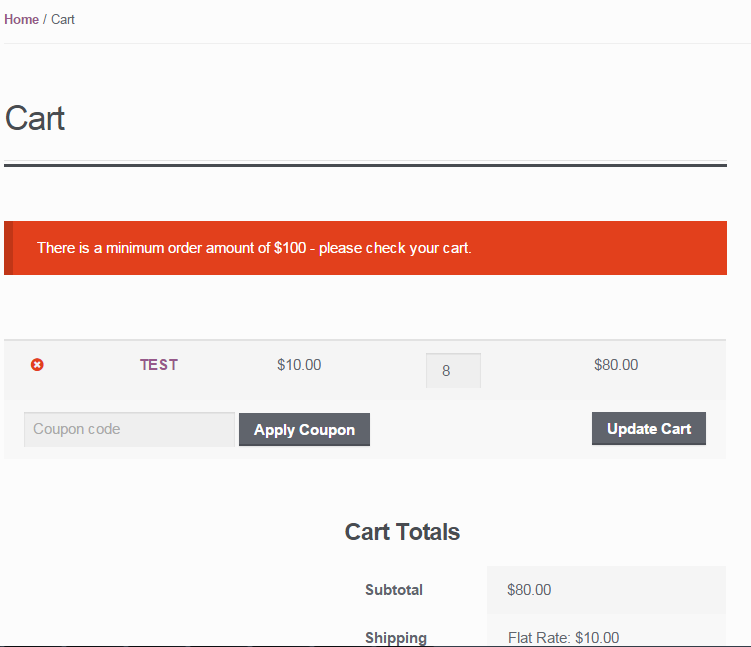 Home / Cart
Cart
There is a minimum order amount of $100 - please check your cart.
TEST $10.00 8 $80.00
Coupon code Apply Coupon Update Cart
Cart Totals
Subtotal $80.00
Shipping Flat Rate: $10.00